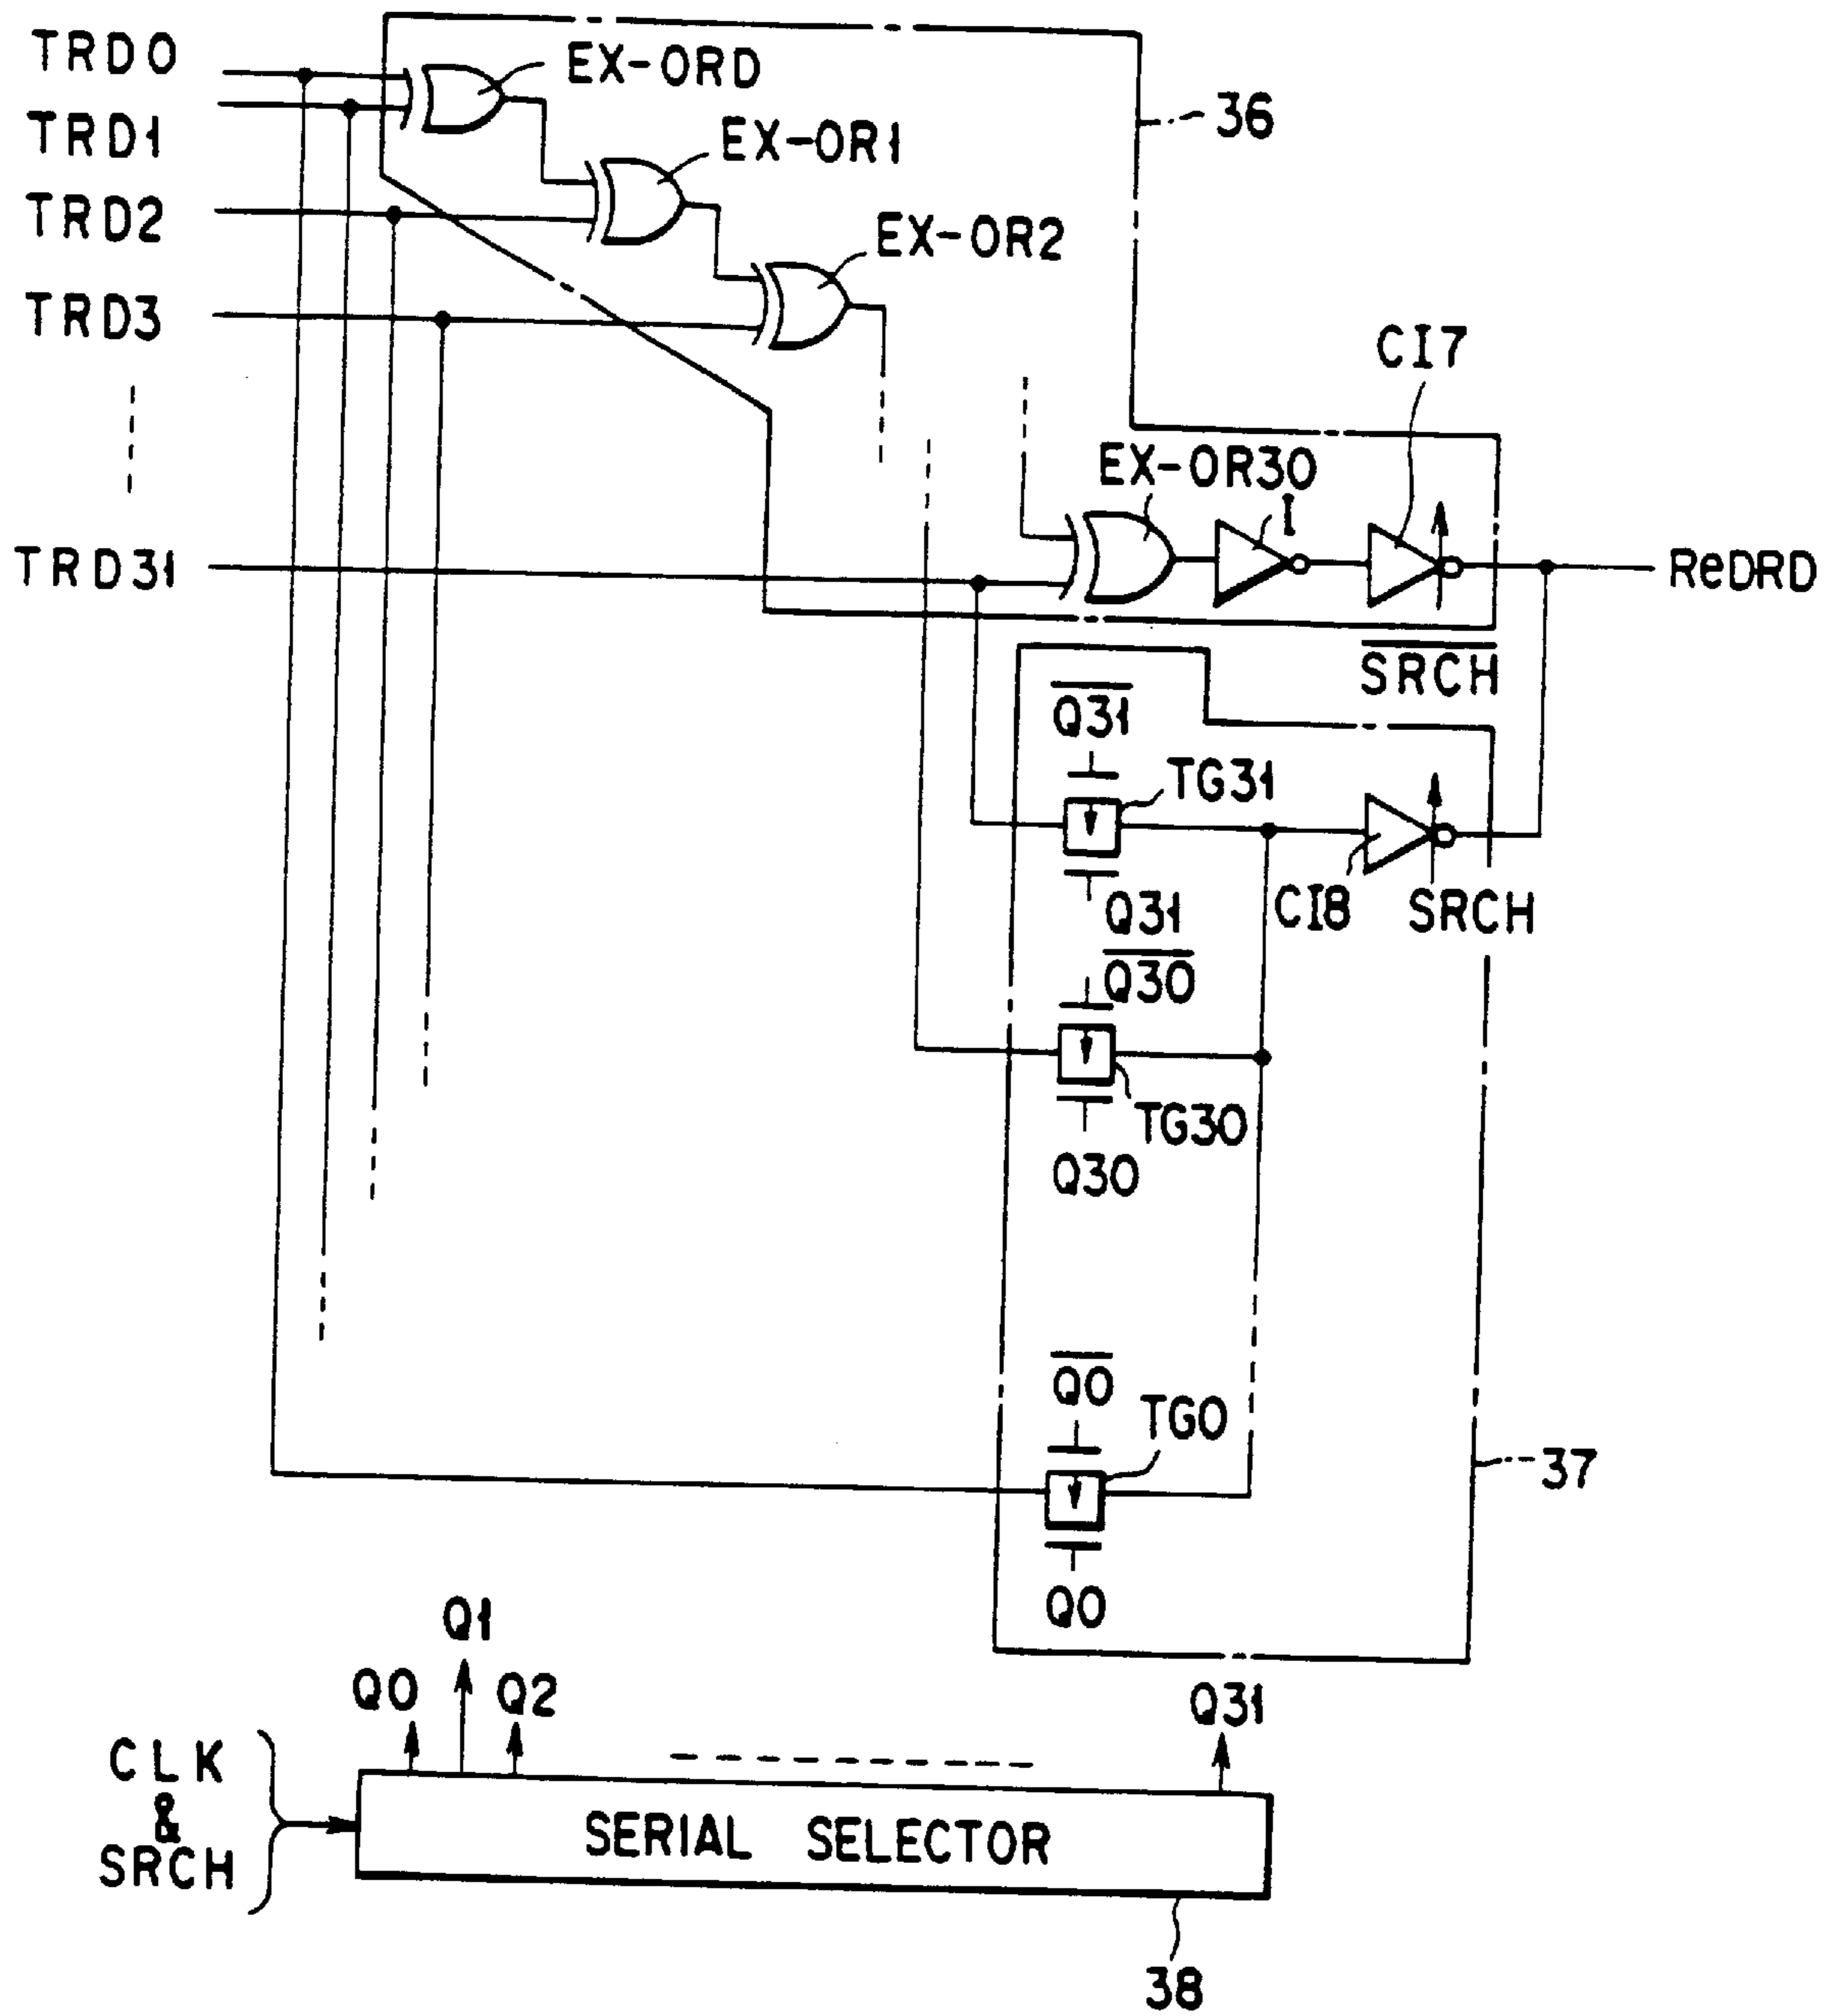 TRD0
EX-ORD
36
TRD1
EX-OR1
TRD2
EX-OR2
TRD3
CI7
EX-OR30
I
TRD31
ReDRD
SRCH
Q31
TG31
Q31
CI8
SRCH
Q30
TG30
Q30
Q0
TG0
37
Q0
Q1
Q0
Q2
Q31
CLK
&
SRCH
SERIAL SELECTOR
38